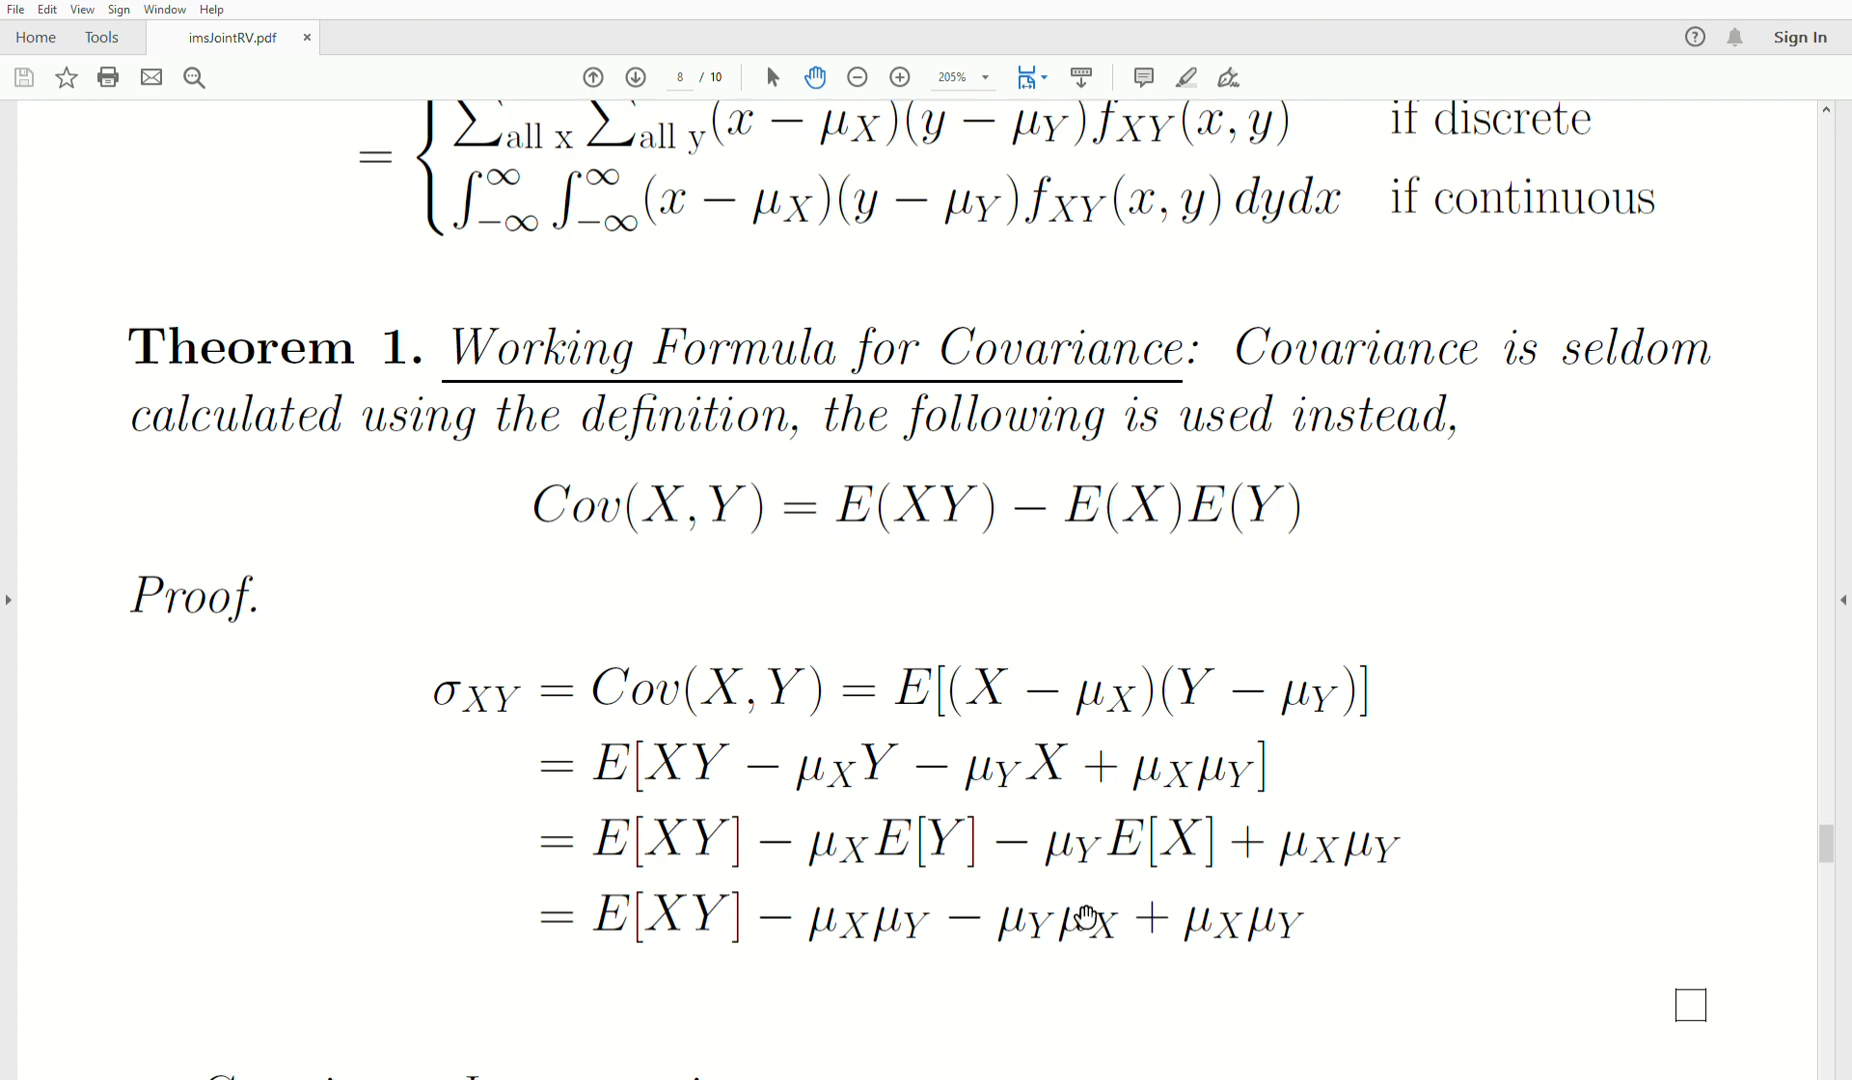 File Edit View Sign Window Help
Home Tools imsJointRV.pdf × Sign In
8 / 10 205%
= { ∑all x ∑all y (x − μX)(y − μY)fXY(x, y) if discrete
∫−∞^∞ ∫−∞^∞ (x − μX)(y − μY)fXY(x, y) dydx if continuous
Theorem 1. Working Formula for Covariance: Covariance is seldom
calculated using the definition, the following is used instead,
Cov(X, Y) = E(XY) − E(X)E(Y)
Proof.
σXY = Cov(X, Y) = E[(X − μX)(Y − μY)]
= E[XY − μXY − μYX + μXμY]
= E[XY] − μXE[Y] − μYE[X] + μXμY
= E[XY] − μXμY − μYμX + μXμY
□